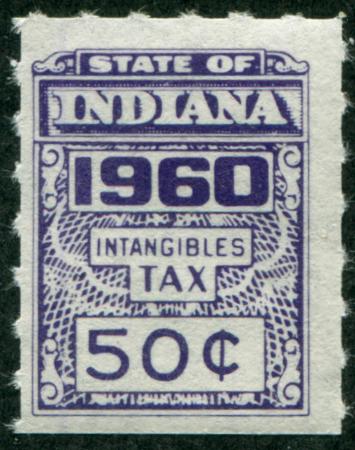 STATE OF
INDIANA
1960
INTANGIBLES
TAX
50¢